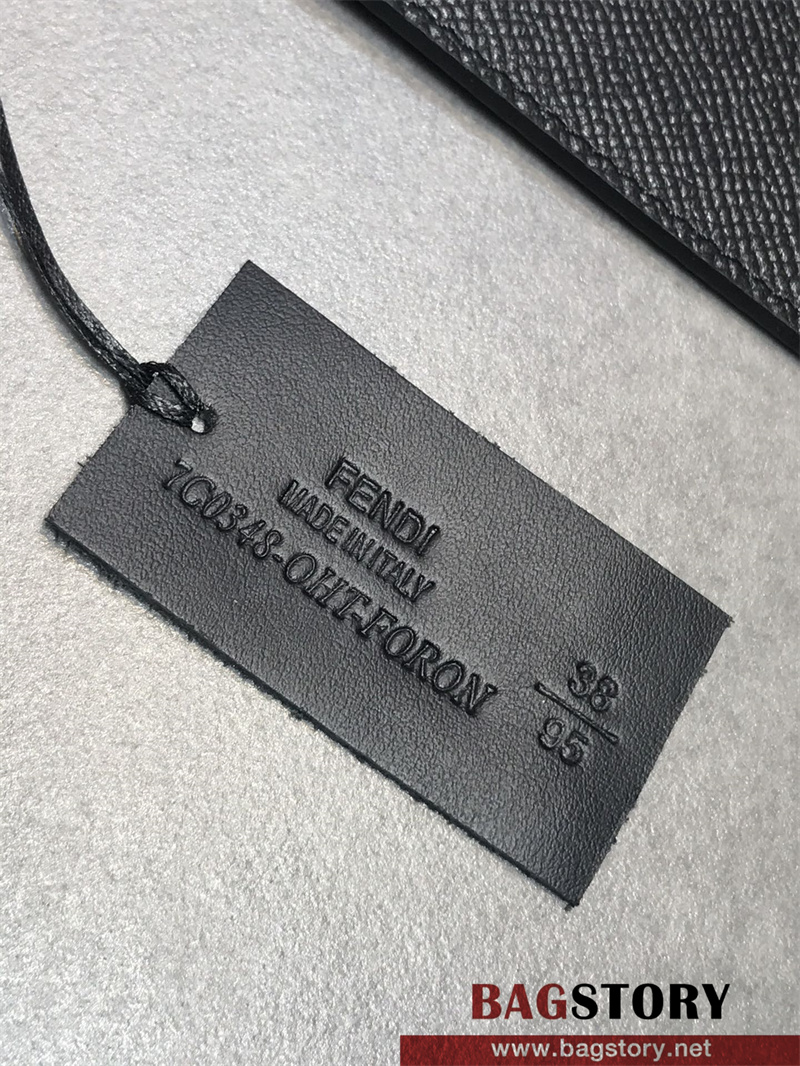 FENDI
MADE IN ITALY
7C0348-OHT-FORON
38
95
BAGSTORY
www.bagstory.net